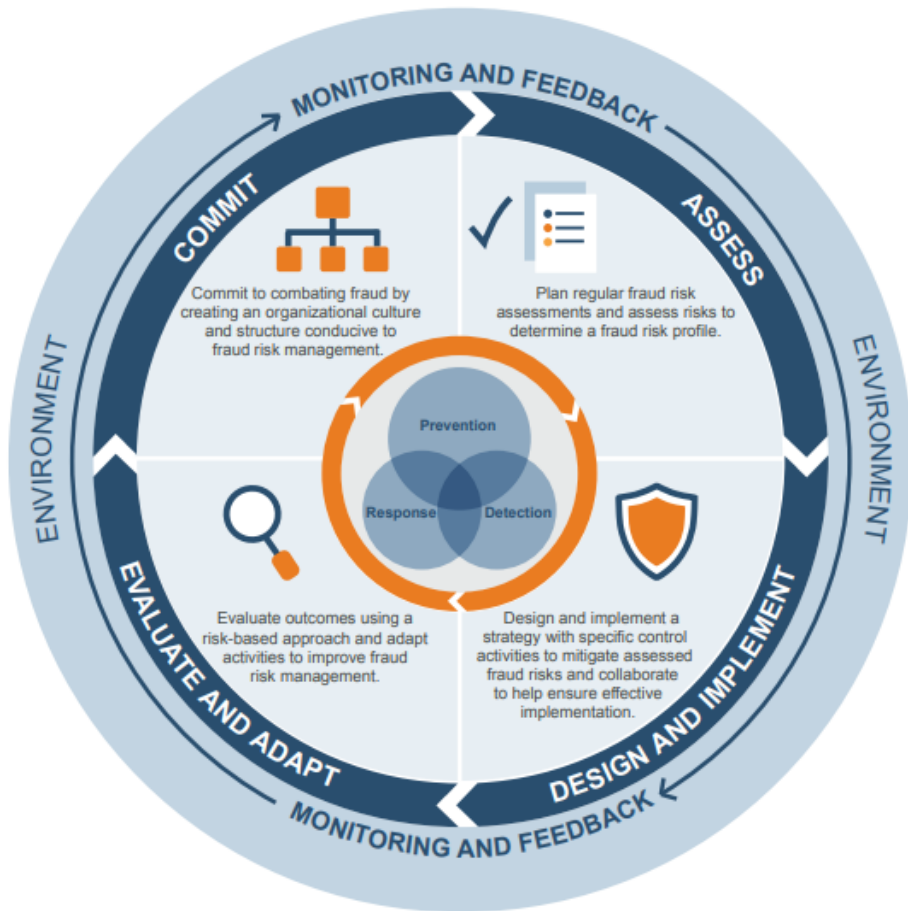 MONITORING AND FEEDBACK
COMMIT
ASSESS
Commit to combating fraud by
creating an organizational culture
and structure conducive to
fraud risk management.
Plan regular fraud risk
assessments and assess risks to
determine a fraud risk profile.
ENVIRONMENT
ENVIRONMENT
Prevention
Response
Detection
Evaluate outcomes using a
risk-based approach and adapt
activities to improve fraud
risk management.
Design and implement a
strategy with specific control
activities to mitigate assessed
fraud risks and collaborate
to help ensure effective
implementation.
EVALUATE AND ADAPT
DESIGN AND IMPLEMENT
MONITORING AND FEEDBACK